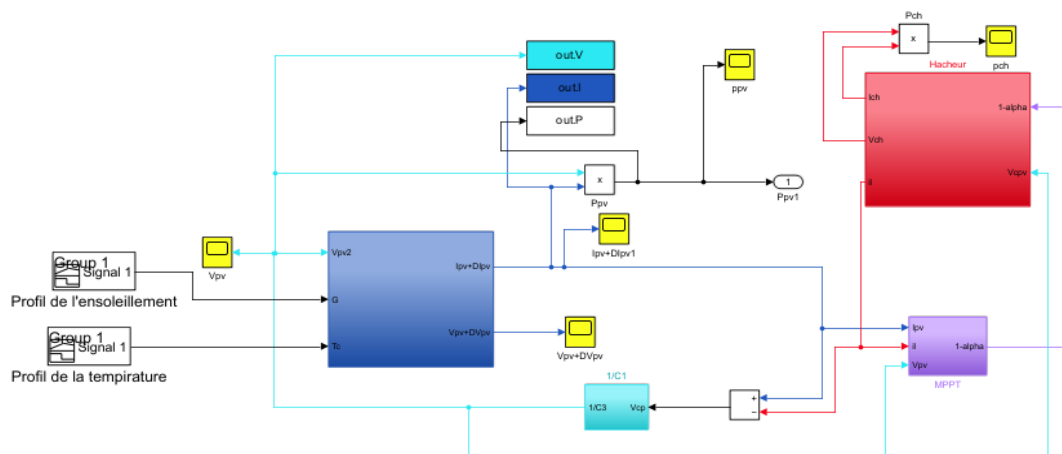 Pch
x
pch
Hacheur
out.V
out.I
ppv
out.P
Ich
1-alpha
Vch
Vcpv
il
x
Ppv
1
Ppv1
Group 1
Signal 1
Profil de l'ensoleillement
Vpv
Vpv2
Ipv+DIpv
G
Vpv+DVpv
Tc
Ipv+DIpv1
Group 1
Signal 1
Profil de la tempirature
Vpv+DVpv
Ipv
il
1-alpha
Vpv
MPPT
1/C1
1/C3
Vcp
+
−